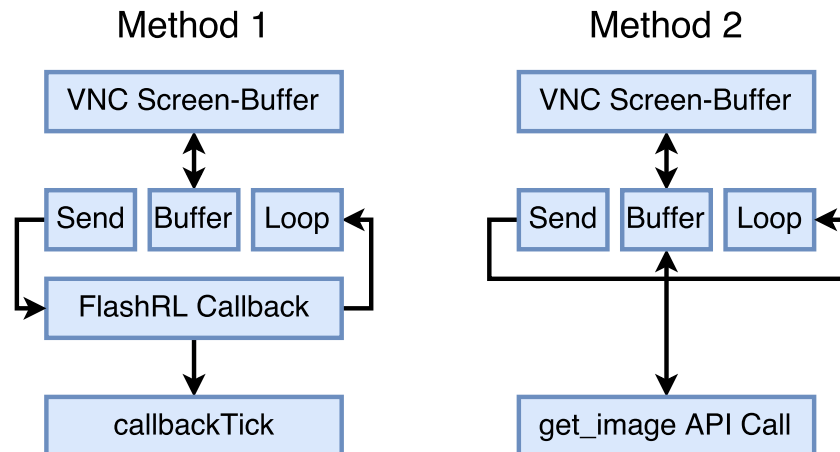 Method 1
VNC Screen-Buffer
Send Buffer Loop
FlashRL Callback
callbackTick
Method 2
VNC Screen-Buffer
Send Buffer Loop
get_image API Call